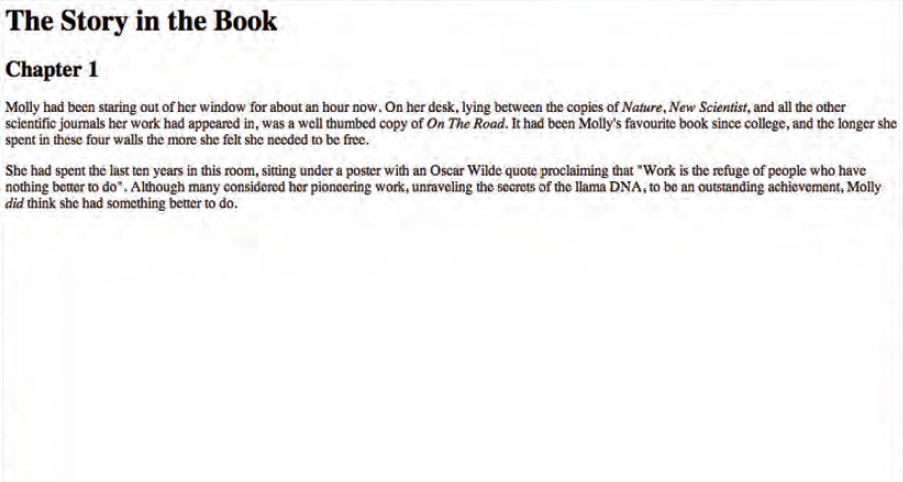 The Story in the Book
Chapter 1
Molly had been staring out of her window for about an hour now. On her desk, lying between the copies of Nature, New Scientist, and all the other
scientific journals her work had appeared in, was a well thumbed copy of On The Road. It had been Molly's favourite book since college, and the longer she
spent in these four walls the more she felt she needed to be free.
She had spent the last ten years in this room, sitting under a poster with an Oscar Wilde quote proclaiming that "Work is the refuge of people who have
nothing better to do". Although many considered her pioneering work, unraveling the secrets of the llama DNA, to be an outstanding achievement, Molly
did think she had something better to do.